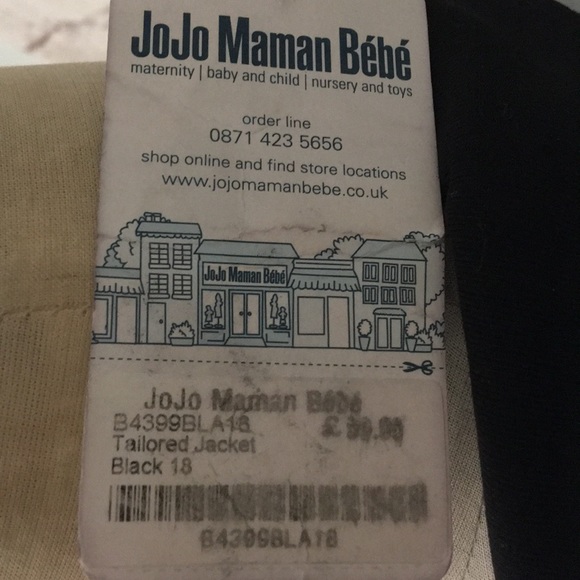 JoJo Maman Bébé
maternity | baby and child | nursery and toys
order line
0871 423 5656
shop online and find store locations
www.jojomamanbebe.co.uk
JoJo Maman Bébé
JoJo Maman Bébé
B4399BLA18
Tailored Jacket
Black 18
B4399BLA18